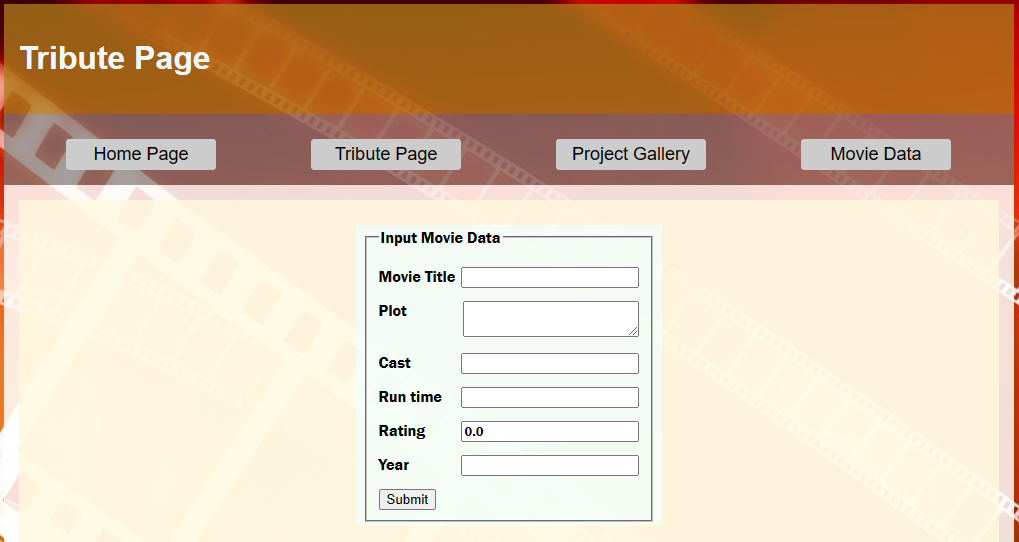 Tribute Page
Home Page Tribute Page Project Gallery Movie Data
Input Movie Data
Movie Title
Plot
Cast
Run time
Rating 0.0
Year
Submit